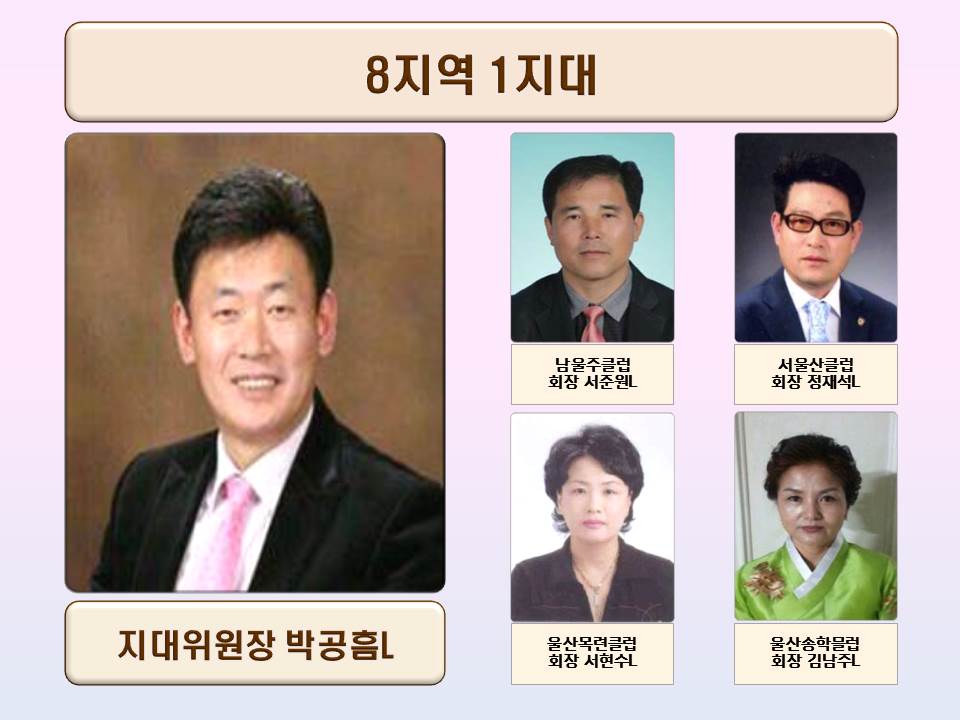 8지역 1지대
지대위원장 박공흠L
남울주클럽
회장 서준원L
서울산클럽
회장 정재석L
울산목련클럽
회장 서현수L
울산송학믈럽
회장 김남주L